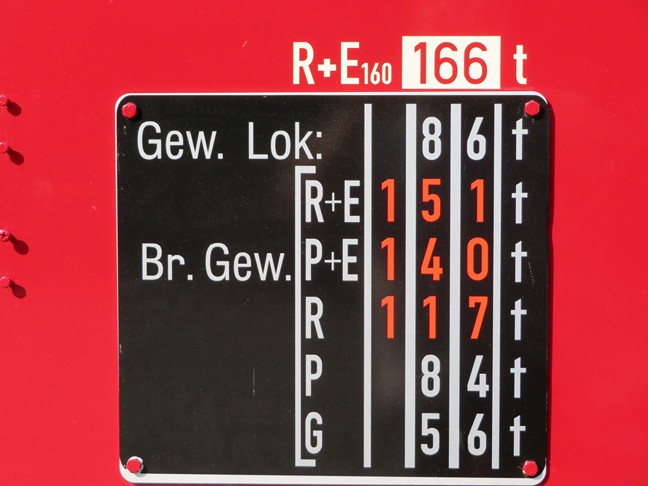 R+E160 166 t
Gew. Lok: 86 t
R+E 151 t
Br. Gew. P+E 140 t
R 117 t
P 84 t
G 56 t